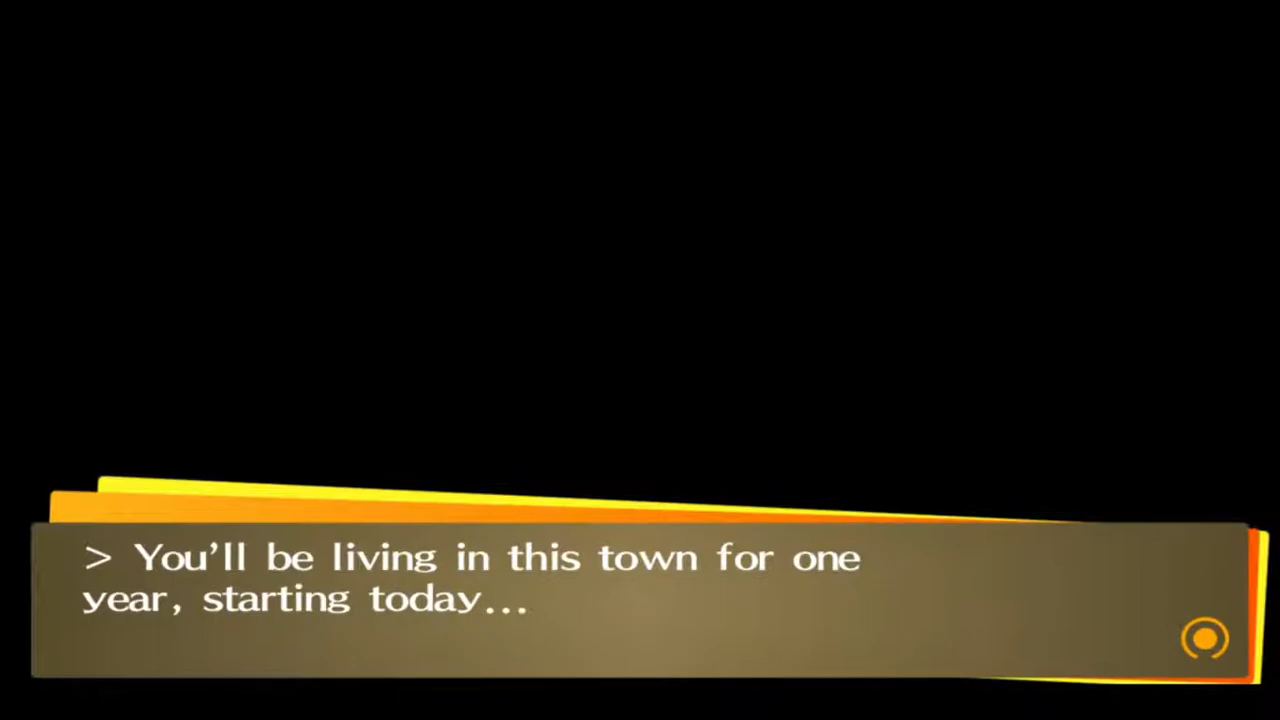 > You’ll be living in this town for one
year, starting today...